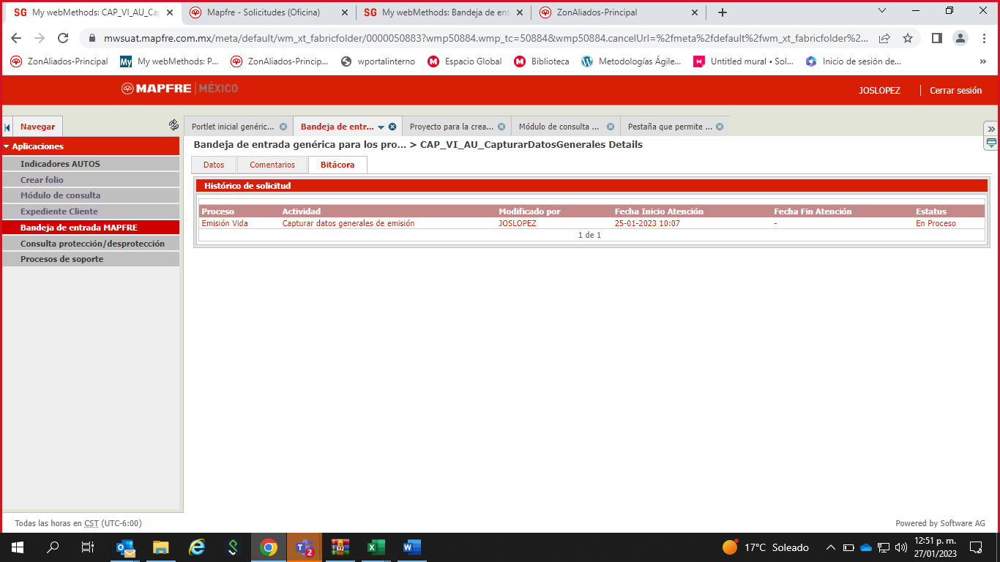 My webMethods: CAP_VI_AU_Ca
Mapfre - Solicitudes (Oficina)
My webMethods: Bandeja de ent
ZonAliados-Principal
mwsuat.mapfre.com.mx/meta/default/wm_xt_fabricfolder/0000050883?wmp50884.wmp_tc=50884&wmp50884.cancelUrl=%2fmeta%2fdefault%2fwm_xt_fabricfolder%2...
ZonAliados-Principal
My webMethods: P...
ZonAliados-Princip...
wportalinterno
Espacio Global
Biblioteca
Metodologías Ágile...
Untitled mural • Sol...
Inicio de sesión de...
»
MAPFRE | MÉXICO
JOSLOPEZ
Cerrar sesión
Navegar
Portlet inicial genéric...
Bandeja de entr...
Proyecto para la crea...
Módulo de consulta ...
Pestaña que permite ...
Aplicaciones
Indicadores AUTOS
Crear folio
Módulo de consulta
Expediente Cliente
Bandeja de entrada MAPFRE
Consulta protección/desprotección
Procesos de soporte
Bandeja de entrada genérica para los pro... > CAP_VI_AU_CapturarDatosGenerales Details
Datos
Comentarios
Bitácora
Histórico de solicitud
Proceso Actividad Modificado por Fecha Inicio Atención Fecha Fin Atención Estatus
Emisión Vida Capturar datos generales de emisión JOSLOPEZ 25-01-2023 10:07 - En Proceso
1 de 1
Todas las horas en CST (UTC-6:00)
Powered by Software AG
17°C Soleado
12:51 p. m.
27/01/2023